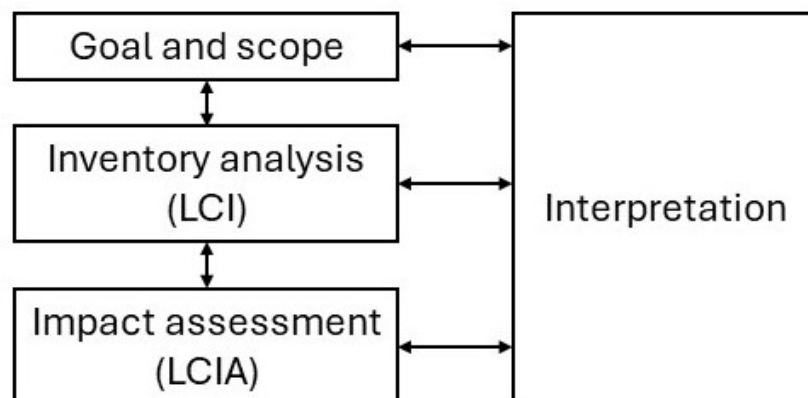 Goal and scope
Inventory analysis
(LCI)
Interpretation
Impact assessment
(LCIA)